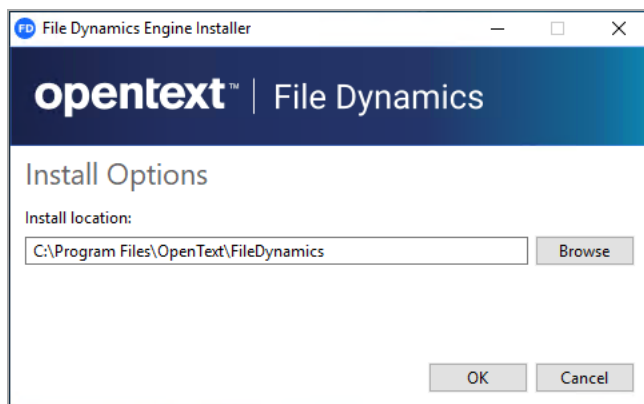 FD File Dynamics Engine Installer
opentext™ | File Dynamics
Install Options
Install location:
C:\Program Files\OpenText\FileDynamics Browse
OK Cancel